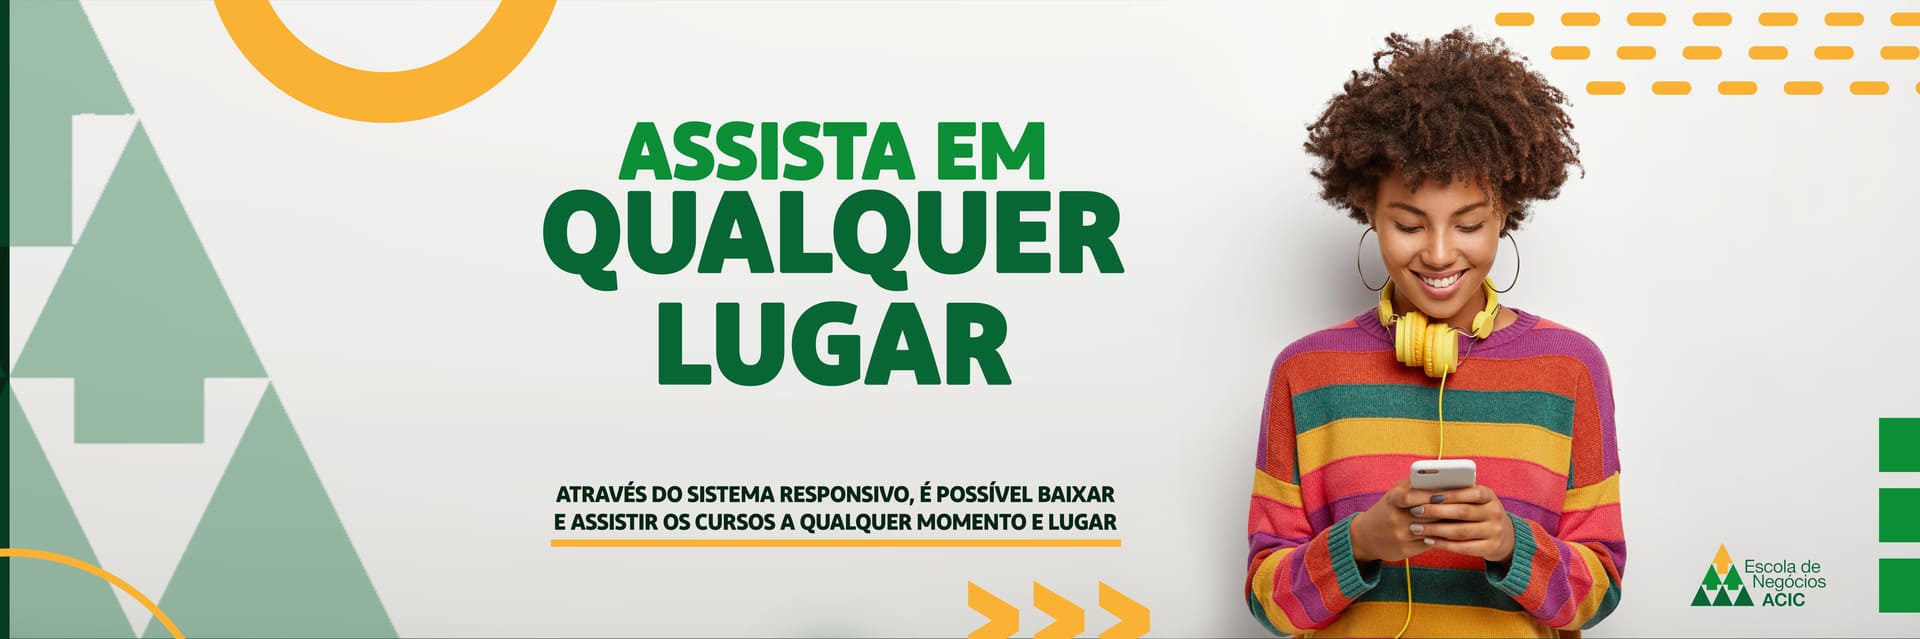 ASSISTA EM
QUALQUER
LUGAR
ATRAVÉS DO SISTEMA RESPONSIVO, É POSSÍVEL BAIXAR
E ASSISTIR OS CURSOS A QUALQUER MOMENTO E LUGAR
Escola de
Negócios
ACIC